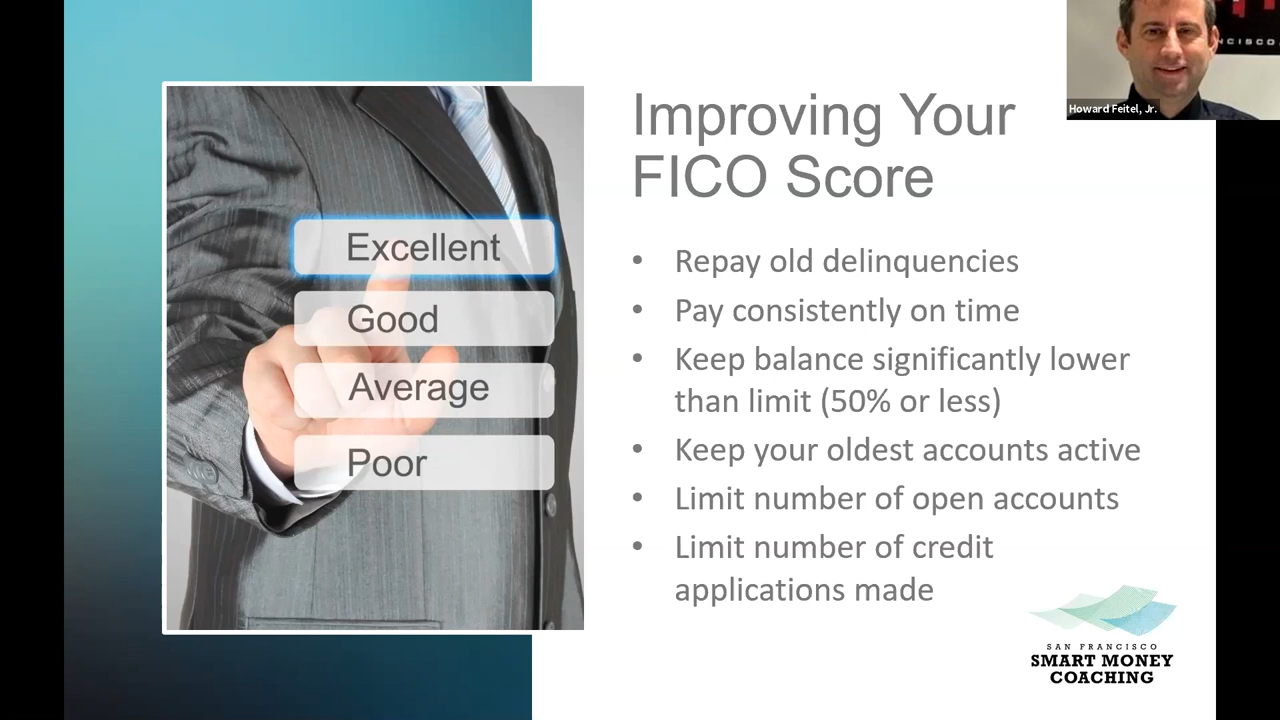 NCISCO
Howard Feitel, Jr.
Improving Your
FICO Score
Excellent
Good
Average
Poor
• Repay old delinquencies
• Pay consistently on time
• Keep balance significantly lower
than limit (50% or less)
• Keep your oldest accounts active
• Limit number of open accounts
• Limit number of credit
applications made
SAN FRANCISCO
SMART MONEY
COACHING